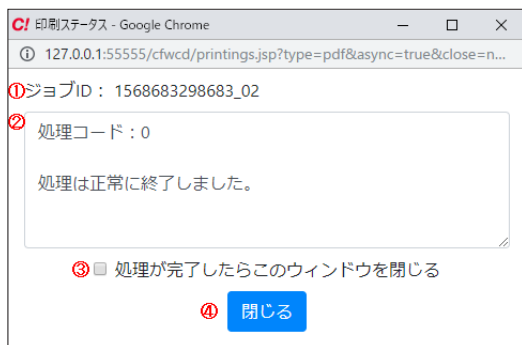 C! 印刷ステータス - Google Chrome
127.0.0.1:55555/cfwcd/printings.jsp?type=pdf&async=true&close=n...
①ジョブID： 1568683298683_02
②
処理コード：0
処理は正常に終了しました。
③ 処理が完了したらこのウィンドウを閉じる
④ 閉じる